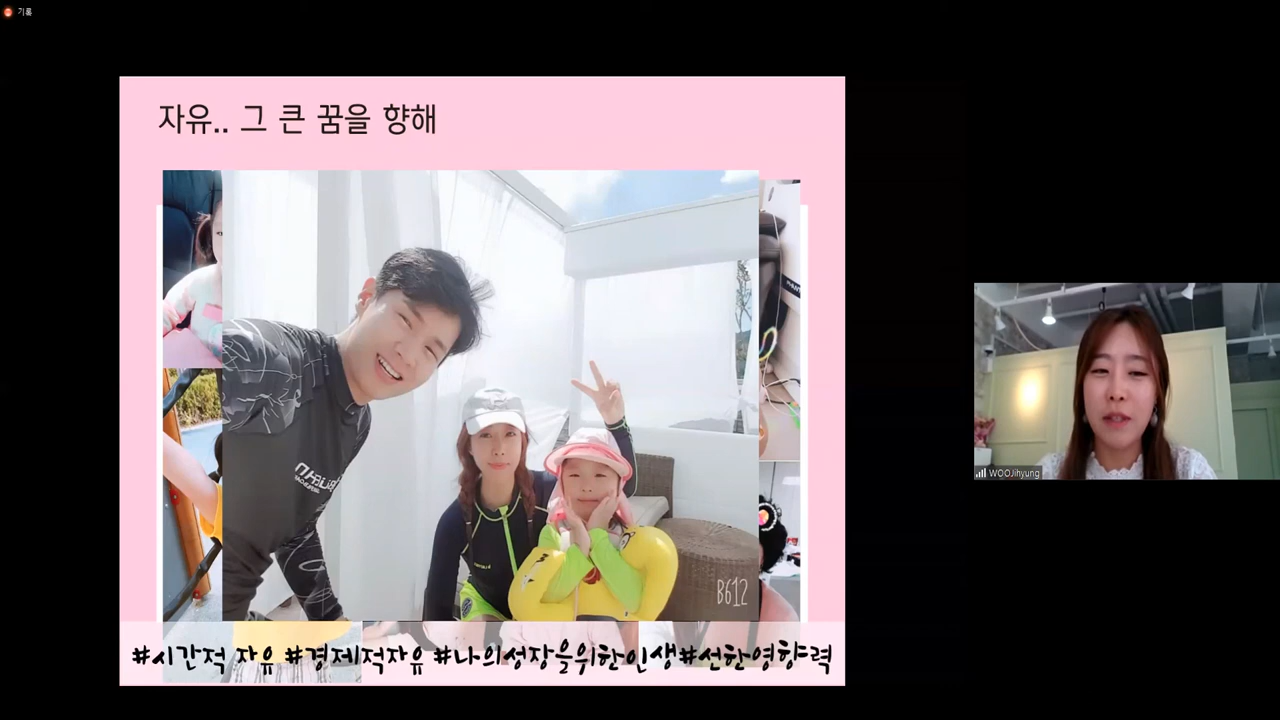 기록
자유.. 그 큰 꿈을 향해
B612
#시간적 자유 #경제적자유 #나의성장을위한인생#선한영향력
WOOJihyung